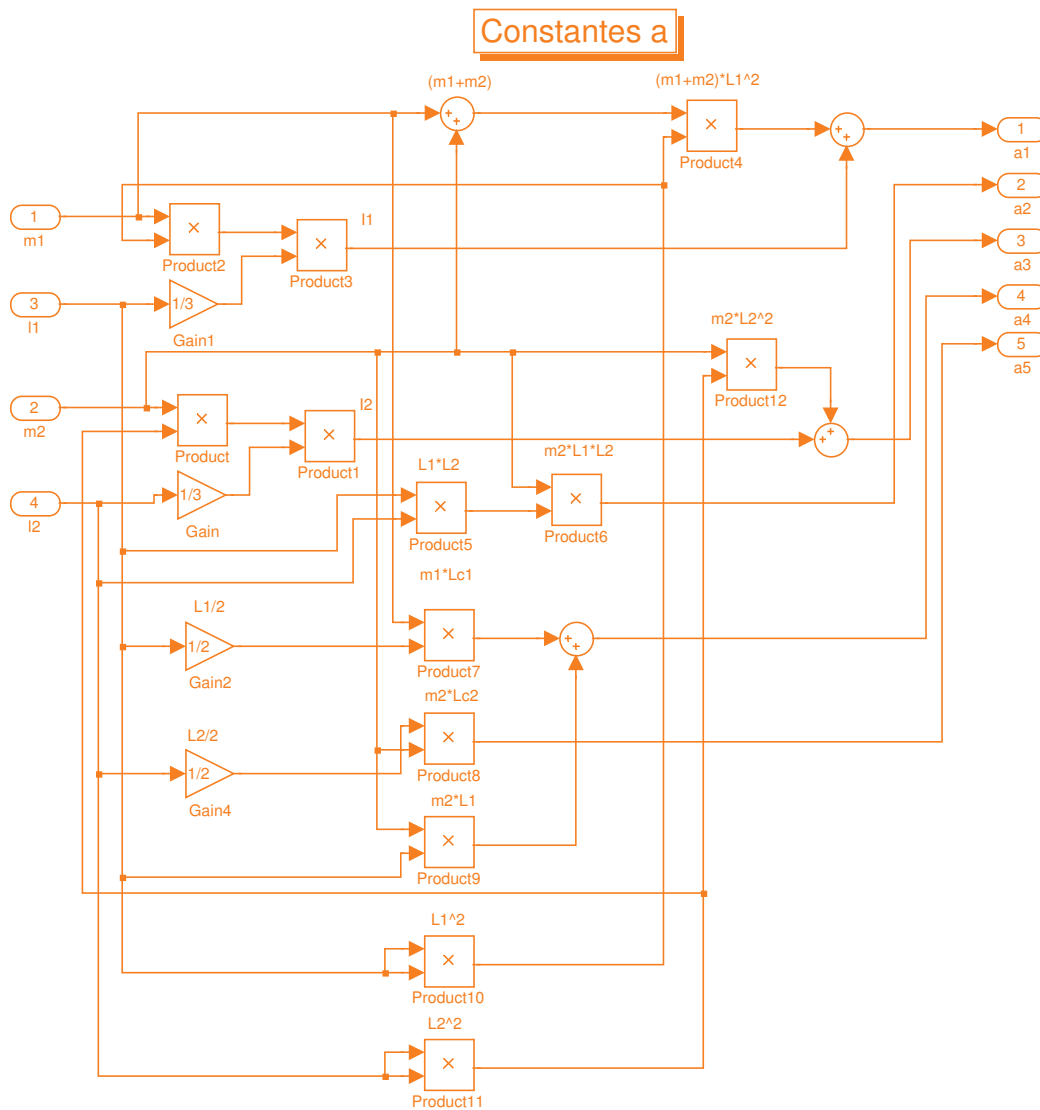 Constantes a
(m1+m2)
(m1+m2)*L1^2
+
+
×
Product4
+
+
1
a1
2
a2
3
a3
4
a4
5
a5
1
m1
×
Product2
I1
×
Product3
3
l1
1/3
Gain1
m2*L2^2
×
Product12
2
m2
×
Product
I2
×
Product1
+
+
4
l2
1/3
Gain
L1*L2
×
Product5
m2*L1*L2
×
Product6
m1*Lc1
×
Product7
L1/2
1/2
Gain2
+
+
m2*Lc2
×
Product8
L2/2
1/2
Gain4
m2*L1
×
Product9
L1^2
×
Product10
L2^2
×
Product11